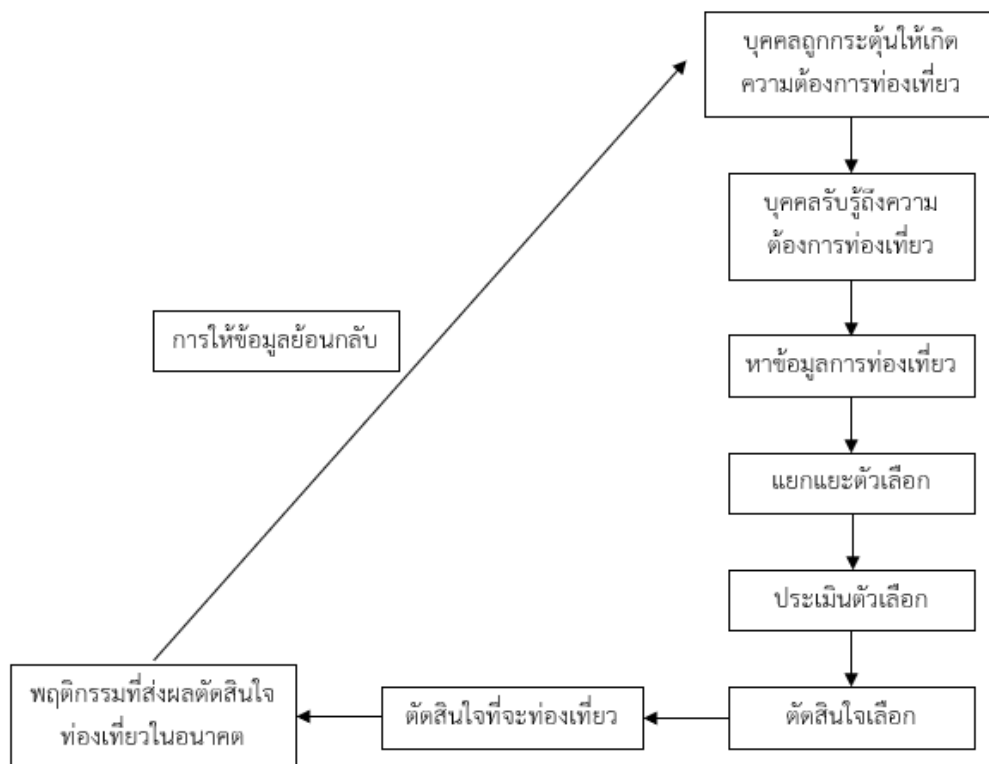 บุคคลถูกกระตุ้นให้เกิด
ความต้องการท่องเที่ยว
บุคคลรับรู้ถึงความ
ต้องการท่องเที่ยว
การให้ข้อมูลย้อนกลับ
หาข้อมูลการท่องเที่ยว
แยกแยะตัวเลือก
ประเมินตัวเลือก
พฤติกรรมที่ส่งผลตัดสินใจ
ท่องเที่ยวในอนาคต
ตัดสินใจที่จะท่องเที่ยว
ตัดสินใจเลือก